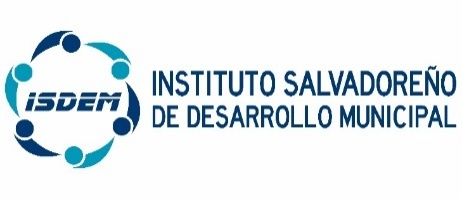 ISDEM
INSTITUTO SALVADOREÑO
DE DESARROLLO MUNICIPAL